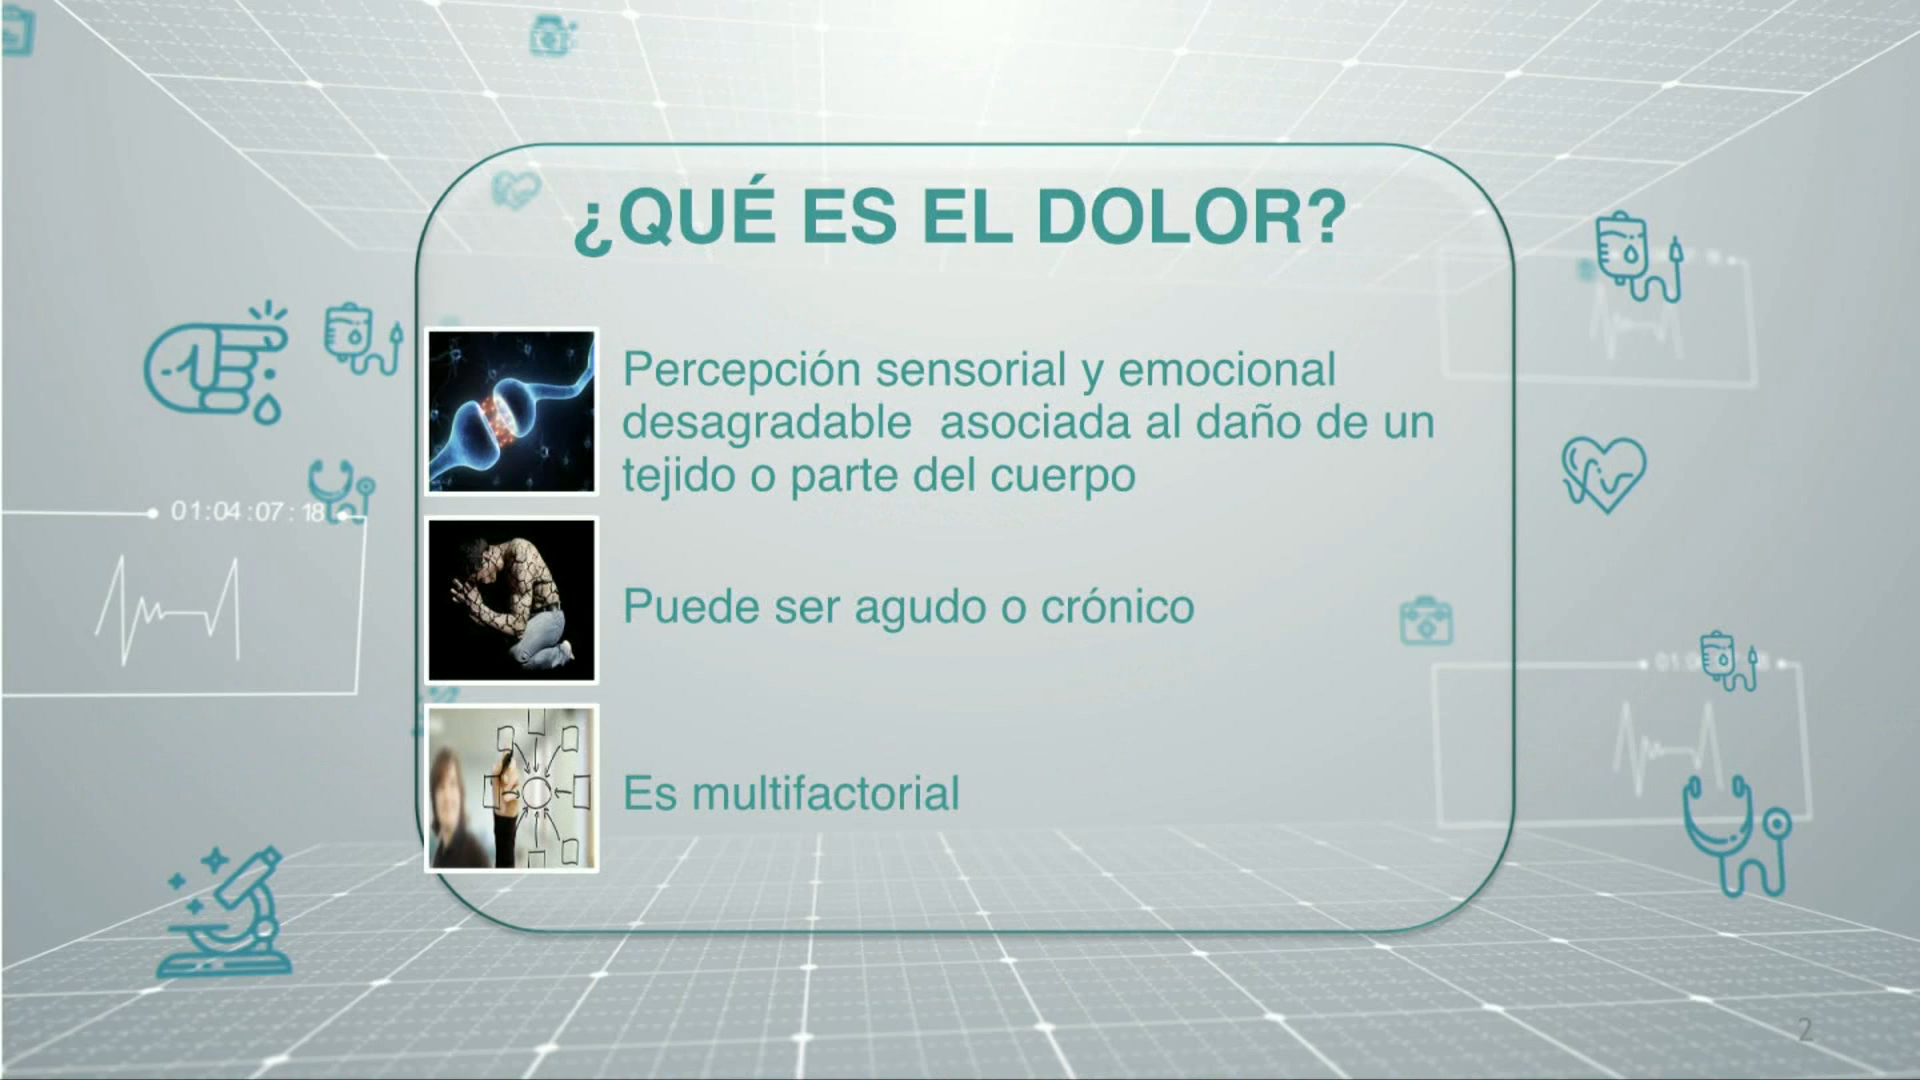 ¿QUÉ ES EL DOLOR?
Percepción sensorial y emocional
desagradable  asociada al daño de un
tejido o parte del cuerpo
01:04:07:18
Puede ser agudo o crónico
Es multifactorial
2